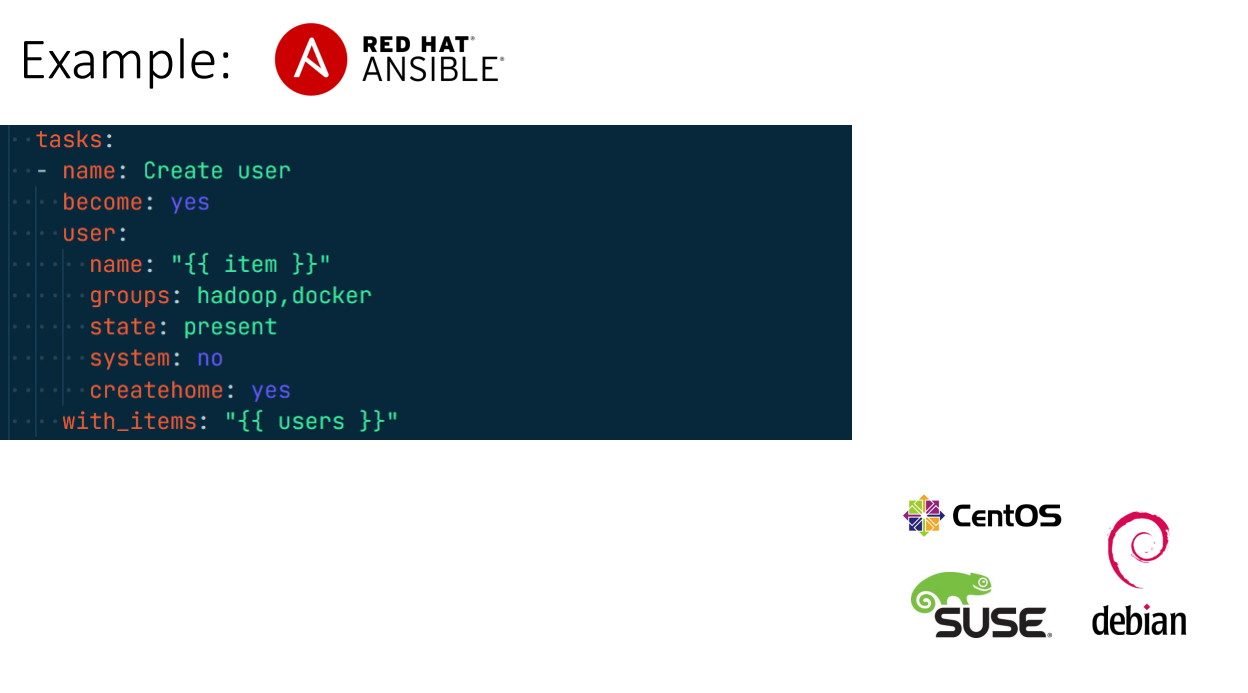 Example:
RED HAT®
ANSIBLE®
tasks:
- name: Create user
become: yes
user:
name: "{{ item }}"
groups: hadoop,docker
state: present
system: no
createhome: yes
with_items: "{{ users }}"
CentOS
SUSE®
debian